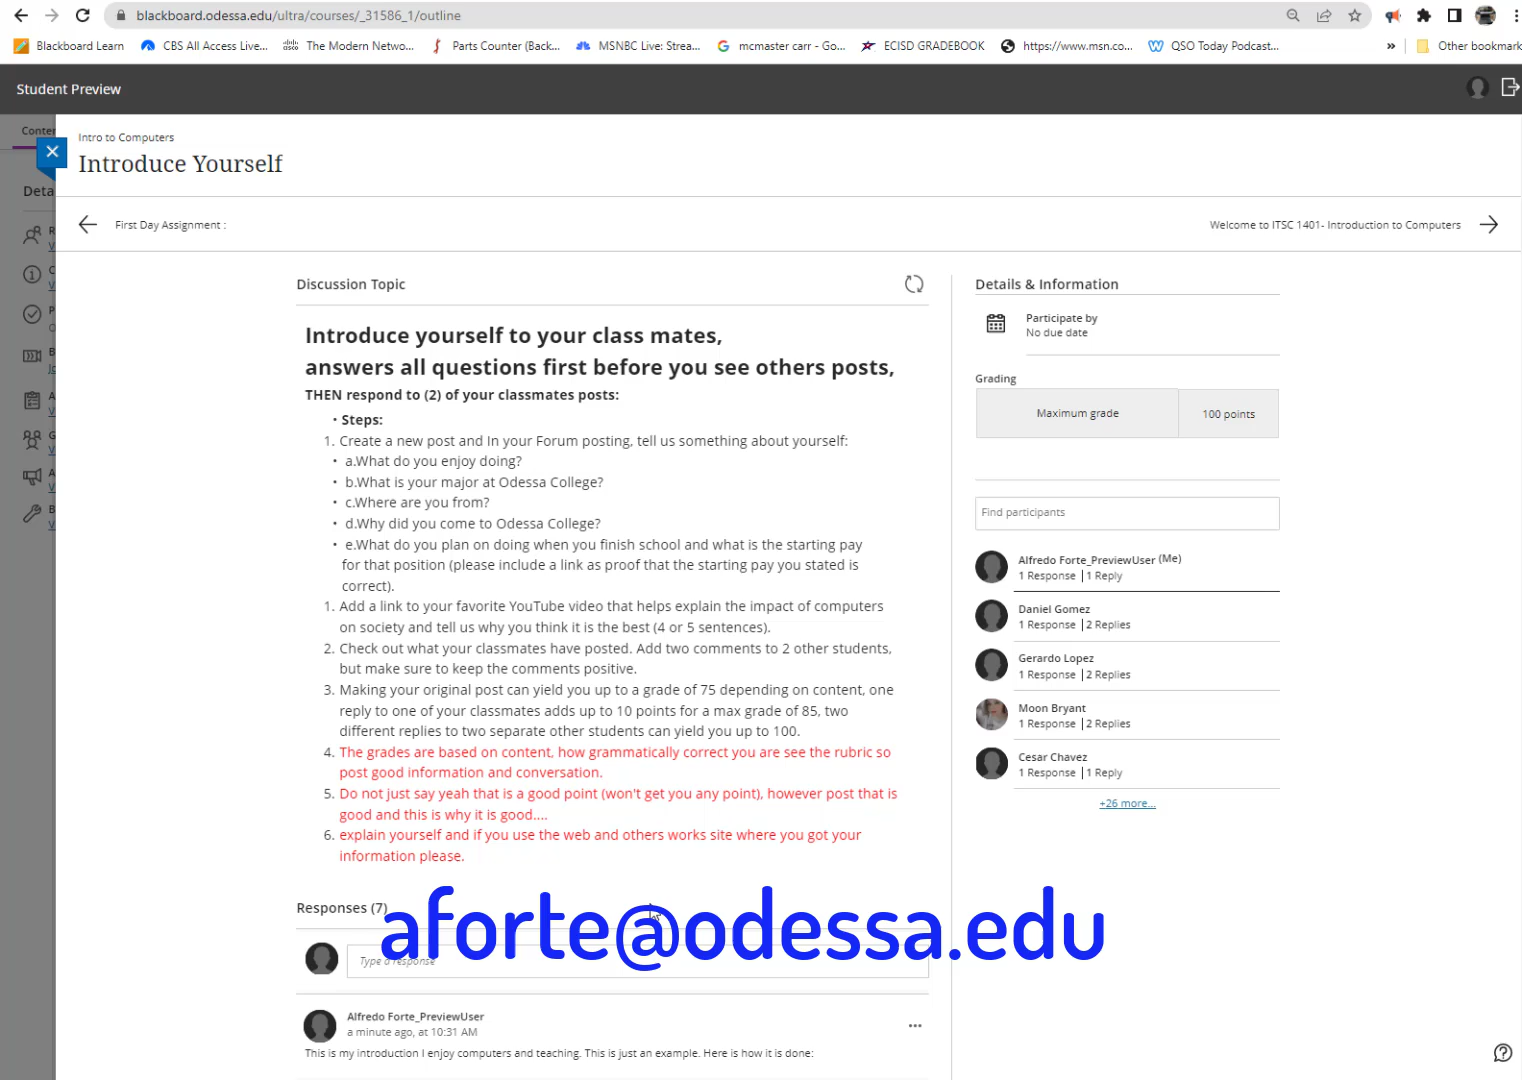 blackboard.odessa.edu/ultra/courses/_31586_1/outline
Blackboard Learn
CBS All Access Live...
The Modern Netwo...
Parts Counter (Back...
MSNBC Live: Strea...
mcmaster carr - Go...
ECISD GRADEBOOK
https://www.msn.co...
QSO Today Podcast...
»
Other bookmark
Student Preview
Conter
Deta
Intro to Computers
Introduce Yourself
First Day Assignment :
Welcome to ITSC 1401- Introduction to Computers
Discussion Topic
Introduce yourself to your class mates,
answers all questions first before you see others posts,
THEN respond to (2) of your classmates posts:
• Steps:
1. Create a new post and In your Forum posting, tell us something about yourself:
• a.What do you enjoy doing?
• b.What is your major at Odessa College?
• c.Where are you from?
• d.Why did you come to Odessa College?
• e.What do you plan on doing when you finish school and what is the starting pay
for that position (please include a link as proof that the starting pay you stated is
correct).
1. Add a link to your favorite YouTube video that helps explain the impact of computers
on society and tell us why you think it is the best (4 or 5 sentences).
2. Check out what your classmates have posted. Add two comments to 2 other students,
but make sure to keep the comments positive.
3. Making your original post can yield you up to a grade of 75 depending on content, one
reply to one of your classmates adds up to 10 points for a max grade of 85, two
different replies to two separate other students can yield you up to 100.
4. The grades are based on content, how grammatically correct you are see the rubric so
post good information and conversation.
5. Do not just say yeah that is a good point (won't get you any point), however post that is
good and this is why it is good....
6. explain yourself and if you use the web and others works site where you got your
information please.
Responses (7)
aforte@odessa.edu
Type a response
Alfredo Forte_PreviewUser
a minute ago, at 10:31 AM
This is my introduction I enjoy computers and teaching. This is just an example. Here is how it is done:
Details & Information
Participate by
No due date
Grading
Maximum grade
100 points
Find participants
Alfredo Forte_PreviewUser (Me)
1 Response | 1 Reply
Daniel Gomez
1 Response | 2 Replies
Gerardo Lopez
1 Response | 2 Replies
Moon Bryant
1 Response | 2 Replies
Cesar Chavez
1 Response | 1 Reply
+26 more...